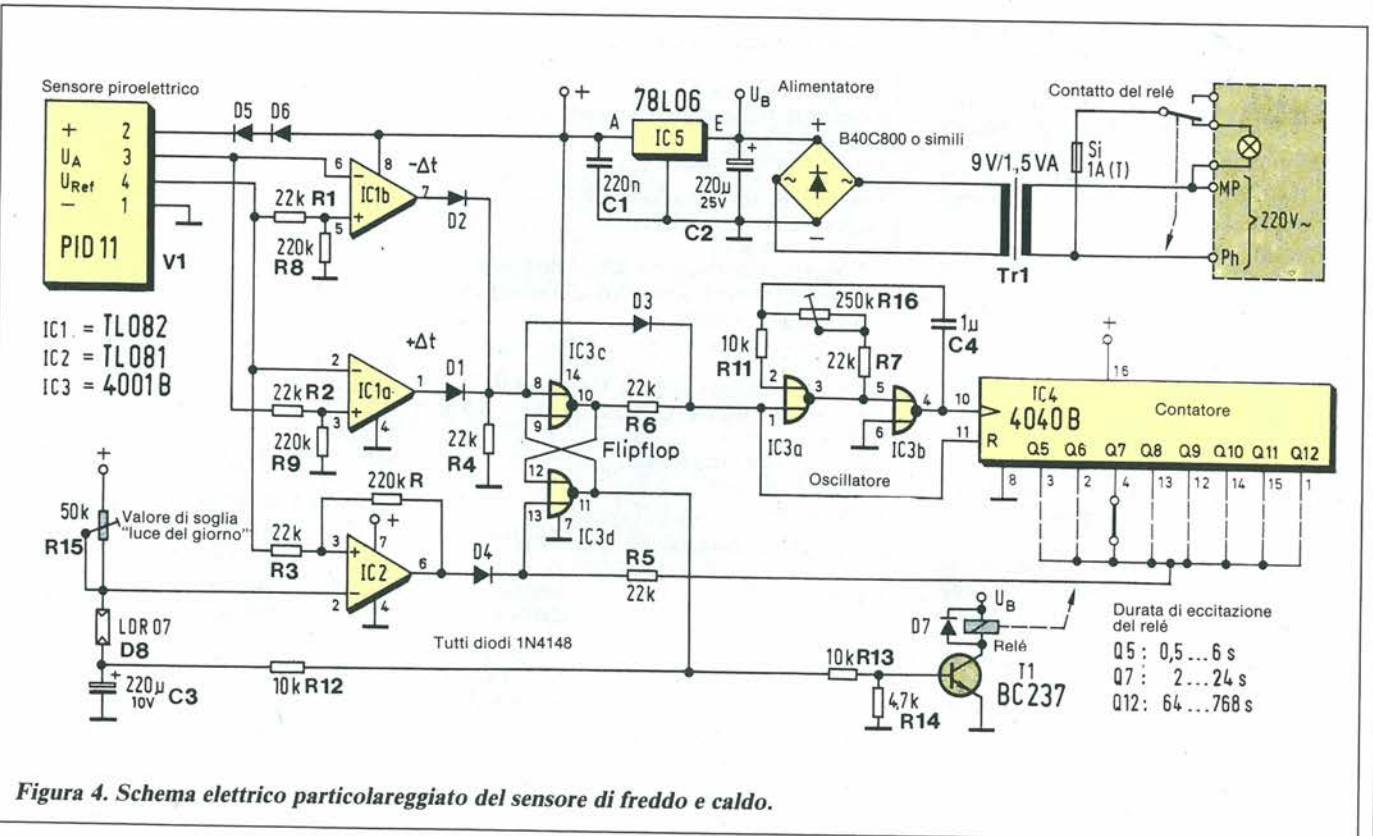 Sensore piroelettrico
+ 2
U_A 3
U_Ref 4
− 1
PID 11
V1
IC1. = TL082
IC2 = TL081
IC3 = 4001B
D5 D6
22k R1
220k
R8
6
5
8
7
IC1b
−Δt
D2
22k R2
220k
R9
2
3
4
1
IC1a
+Δt
D1
22k
R4
+
50k
R15
Valore di soglia
"luce del giorno"
LDR 07
D8
220µ
10V
C3
22k
R3
220k R
+
7
3
2
4
6
IC2
D4
Tutti diodi 1N4148
10k R12
+
78L06
A IC5 E
220n
C1
U_B
+
220µ
25V
C2
Alimentatore
B40C800 o simili
+
~ ~
−
9V/1,5VA
Tr1
Contatto del relé
Si
1A (T)
MP
220V~
Ph
D3
IC3c
8
14
10
9
22k
R6
Flipflop
12
11
13
7
IC3d
R5
22k
250k R16
10k
R11
22k R7
1µ
C4
2
3
1
IC3a
5
4
6
IC3b
Oscillatore
+
16
IC4
4040B
Contatore
10
11 R
Q5 Q6 Q7 Q8 Q9 Q10 Q11 Q12
8 3 2 4 13 12 14 15 1
10k R13
4,7k
R14
U_B
D7
Relé
T1
BC237
Durata di eccitazione
del relé
Q5 : 0,5...6 s
Q7 : 2...24 s
Q12: 64...768 s
Figura 4. Schema elettrico particolareggiato del sensore di freddo e caldo.